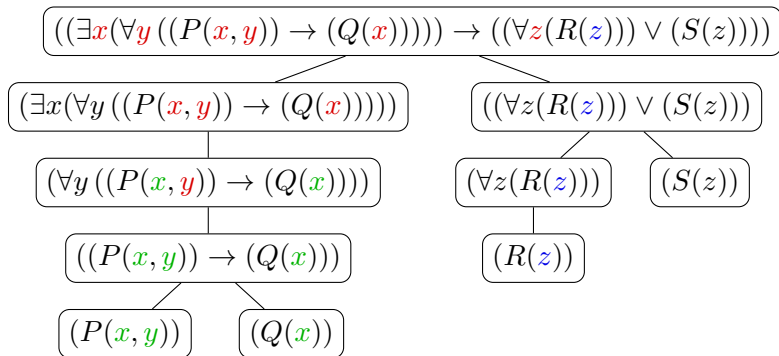 ((∃x(∀y ((P(x, y)) → (Q(x))))) → ((∀z(R(z))) ∨ (S(z))))
(∃x(∀y ((P(x, y)) → (Q(x)))))
((∀z(R(z))) ∨ (S(z)))
(∀y ((P(x, y)) → (Q(x))))
(∀z(R(z)))
(S(z))
((P(x, y)) → (Q(x)))
(R(z))
(P(x, y))
(Q(x))